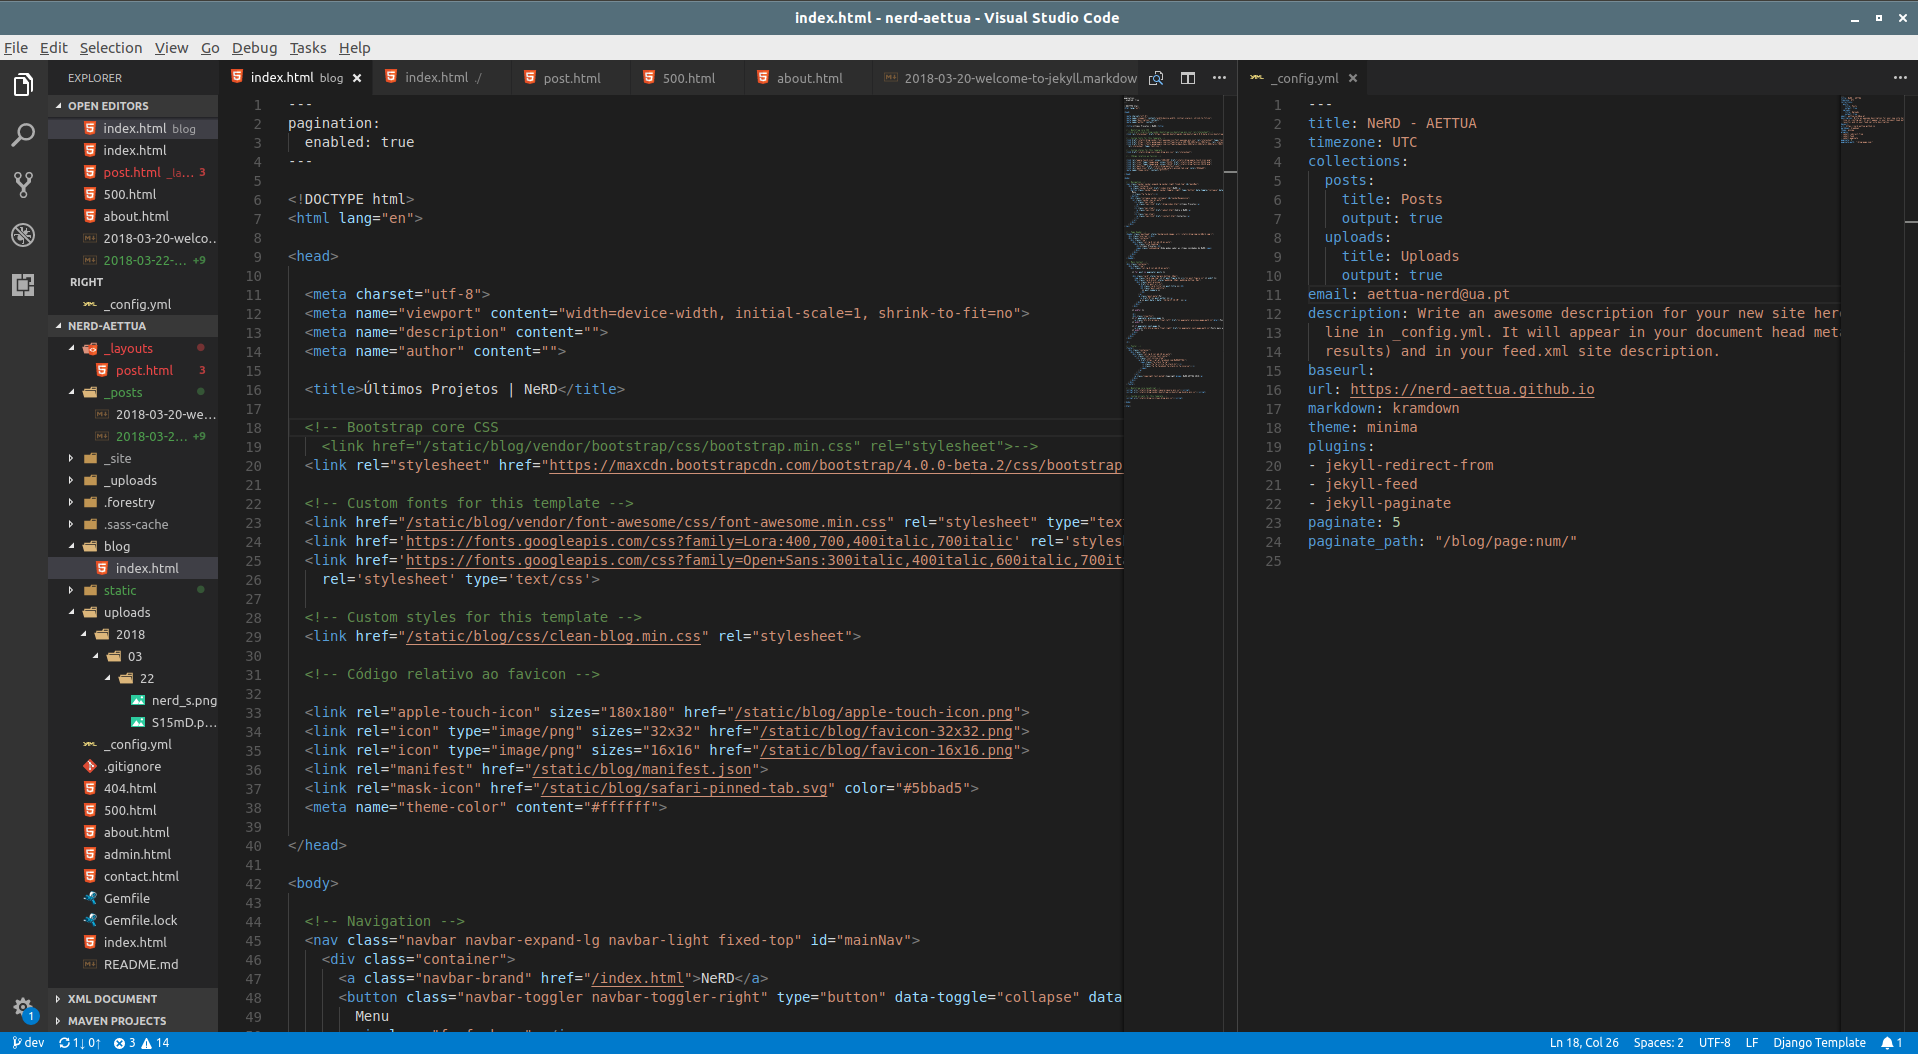 index.html - nerd-aettua - Visual Studio Code
File Edit Selection View Go Debug Tasks Help
EXPLORER
OPEN EDITORS
index.html blog
index.html
post.html _la... 3
500.html
about.html
2018-03-20-welco...
2018-03-22-... +9
RIGHT
_config.yml
NERD-AETTUA
_layouts
post.html 3
_posts
2018-03-20-we...
2018-03-2... +9
_site
_uploads
.forestry
.sass-cache
blog
index.html
static
uploads
2018
03
22
nerd_s.png
S15mD.p...
_config.yml
.gitignore
404.html
500.html
about.html
admin.html
contact.html
Gemfile
Gemfile.lock
index.html
README.md
XML DOCUMENT
MAVEN PROJECTS
1
index.html blog index.html ./ post.html 500.html about.html 2018-03-20-welcome-to-jekyll.markdow
1 ---
2 pagination:
3 enabled: true
4 ---
5
6 <!DOCTYPE html>
7 <html lang="en">
8
9 <head>
10
11 <meta charset="utf-8">
12 <meta name="viewport" content="width=device-width, initial-scale=1, shrink-to-fit=no">
13 <meta name="description" content="">
14 <meta name="author" content="">
15
16 <title>Últimos Projetos | NeRD</title>
17
18 <!-- Bootstrap core CSS
19 <link href="/static/blog/vendor/bootstrap/css/bootstrap.min.css" rel="stylesheet">-->
20 <link rel="stylesheet" href="https://maxcdn.bootstrapcdn.com/bootstrap/4.0.0-beta.2/css/bootstrap
21
22 <!-- Custom fonts for this template -->
23 <link href="/static/blog/vendor/font-awesome/css/font-awesome.min.css" rel="stylesheet" type="tex
24 <link href='https://fonts.googleapis.com/css?family=Lora:400,700,400italic,700italic' rel='styles
25 <link href='https://fonts.googleapis.com/css?family=Open+Sans:300italic,400italic,600italic,700it
26 rel='stylesheet' type='text/css'>
27
28 <!-- Custom styles for this template -->
29 <link href="/static/blog/css/clean-blog.min.css" rel="stylesheet">
30
31 <!-- Código relativo ao favicon -->
32
33 <link rel="apple-touch-icon" sizes="180x180" href="/static/blog/apple-touch-icon.png">
34 <link rel="icon" type="image/png" sizes="32x32" href="/static/blog/favicon-32x32.png">
35 <link rel="icon" type="image/png" sizes="16x16" href="/static/blog/favicon-16x16.png">
36 <link rel="manifest" href="/static/blog/manifest.json">
37 <link rel="mask-icon" href="/static/blog/safari-pinned-tab.svg" color="#5bbad5">
38 <meta name="theme-color" content="#ffffff">
39
40 </head>
41
42 <body>
43
44 <!-- Navigation -->
45 <nav class="navbar navbar-expand-lg navbar-light fixed-top" id="mainNav">
46 <div class="container">
47 <a class="navbar-brand" href="/index.html">NeRD</a>
48 <button class="navbar-toggler navbar-toggler-right" type="button" data-toggle="collapse" data
49 Menu
_config.yml
1 ---
2 title: NeRD - AETTUA
3 timezone: UTC
4 collections:
5 posts:
6 title: Posts
7 output: true
8 uploads:
9 title: Uploads
10 output: true
11 email: aettua-nerd@ua.pt
12 description: Write an awesome description for your new site her
13 line in _config.yml. It will appear in your document head met
14 results) and in your feed.xml site description.
15 baseurl:
16 url: https://nerd-aettua.github.io
17 markdown: kramdown
18 theme: minima
19 plugins:
20 - jekyll-redirect-from
21 - jekyll-feed
22 - jekyll-paginate
23 paginate: 5
24 paginate_path: "/blog/page:num/"
25
dev 1↓ 0↑ 3 14 Ln 18, Col 26 Spaces: 2 UTF-8 LF Django Template 1